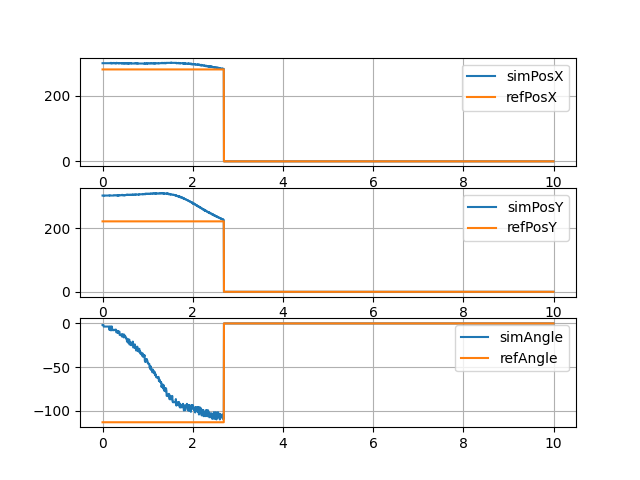 200
0
simPosX
refPosX
0 2 4 6 8 10
200
0
simPosY
refPosY
0 2 4 6 8 10
0
−50
−100
simAngle
refAngle
0 2 4 6 8 10